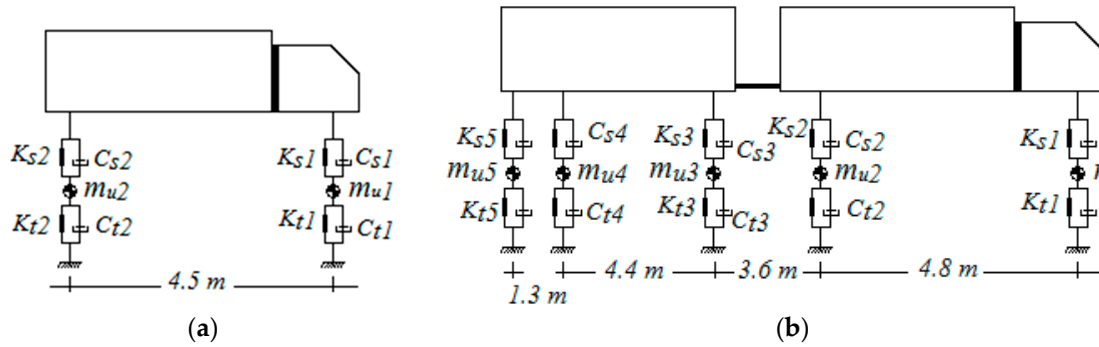 Ks2 Cs2 Ks1 Cs1
mu2 mu1
Kt2 Ct2 Kt1 Ct1
4.5 m
(a)
Ks5 Cs4 Ks3 Cs3 Ks2 Cs2 Ks1
mu5 mu4 mu3 mu2
Kt5 Ct4 Kt3 Ct3 Ct2 Kt1
1.3 m 4.4 m 3.6 m 4.8 m
(b)